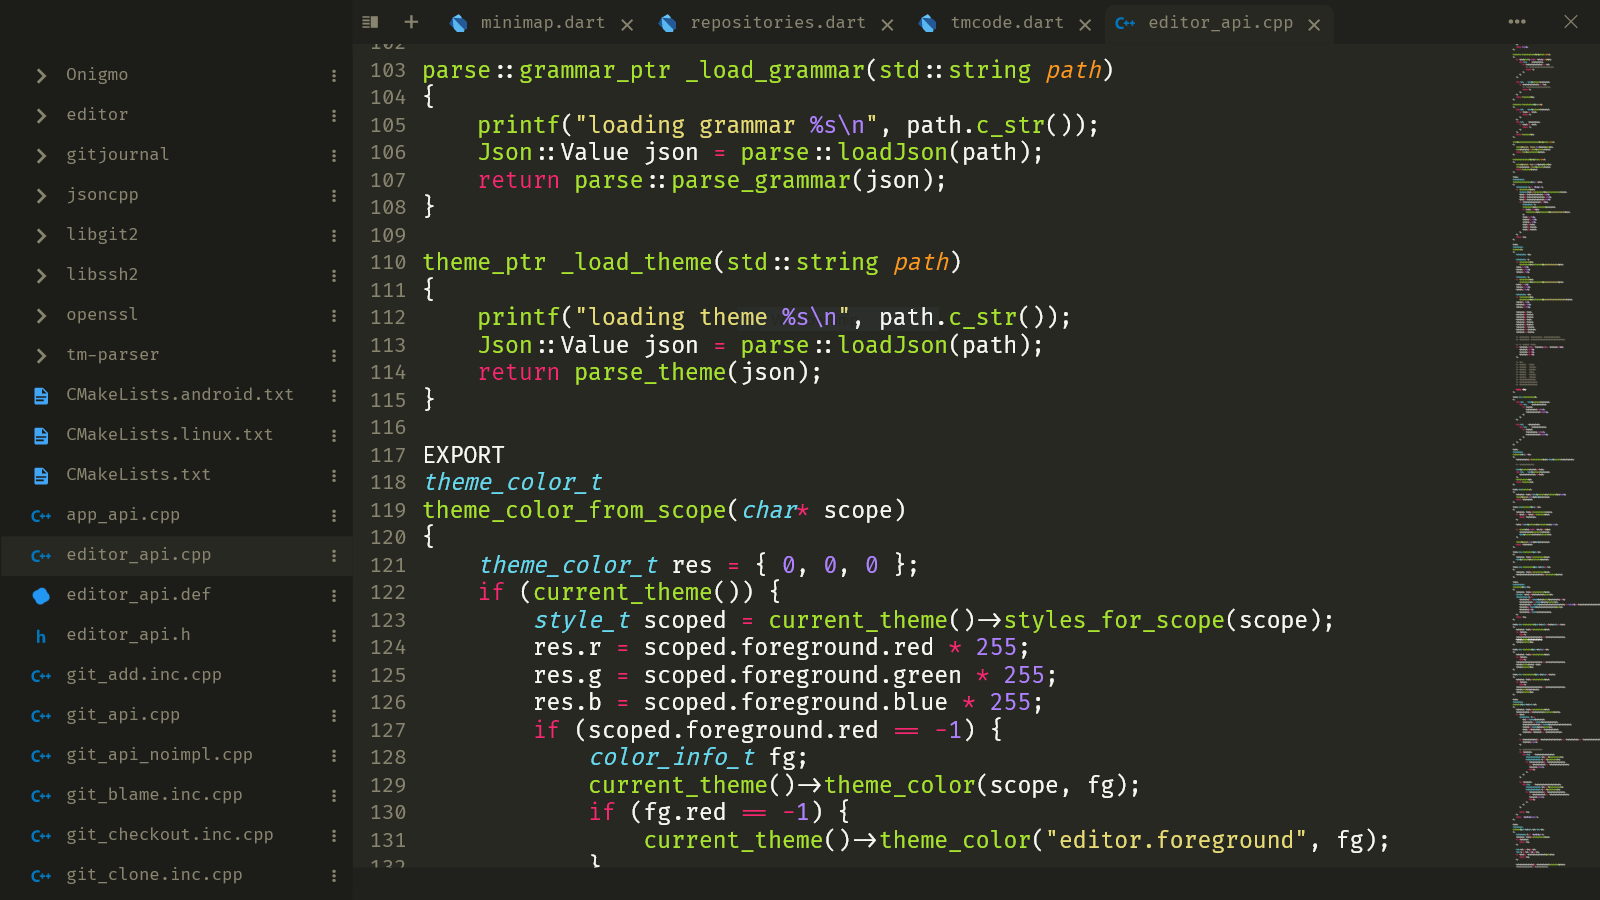 minimap.dart
repositories.dart
tmcode.dart
editor_api.cpp
Onigmo
editor
gitjournal
jsoncpp
libgit2
libssh2
openssl
tm-parser
CMakeLists.android.txt
CMakeLists.linux.txt
CMakeLists.txt
C++ app_api.cpp
C++ editor_api.cpp
editor_api.def
h editor_api.h
C++ git_add.inc.cpp
C++ git_api.cpp
C++ git_api_noimpl.cpp
C++ git_blame.inc.cpp
C++ git_checkout.inc.cpp
C++ git_clone.inc.cpp
102
103 parse::grammar_ptr _load_grammar(std::string path)
104 {
105     printf("loading grammar %s\n", path.c_str());
106     Json::Value json = parse::loadJson(path);
107     return parse::parse_grammar(json);
108 }
109
110 theme_ptr _load_theme(std::string path)
111 {
112     printf("loading theme %s\n", path.c_str());
113     Json::Value json = parse::loadJson(path);
114     return parse_theme(json);
115 }
116
117 EXPORT
118 theme_color_t
119 theme_color_from_scope(char* scope)
120 {
121     theme_color_t res = { 0, 0, 0 };
122     if (current_theme()) {
123         style_t scoped = current_theme()->styles_for_scope(scope);
124         res.r = scoped.foreground.red * 255;
125         res.g = scoped.foreground.green * 255;
126         res.b = scoped.foreground.blue * 255;
127         if (scoped.foreground.red == -1) {
128             color_info_t fg;
129             current_theme()->theme_color(scope, fg);
130             if (fg.red == -1) {
131                 current_theme()->theme_color("editor.foreground", fg);
132             }